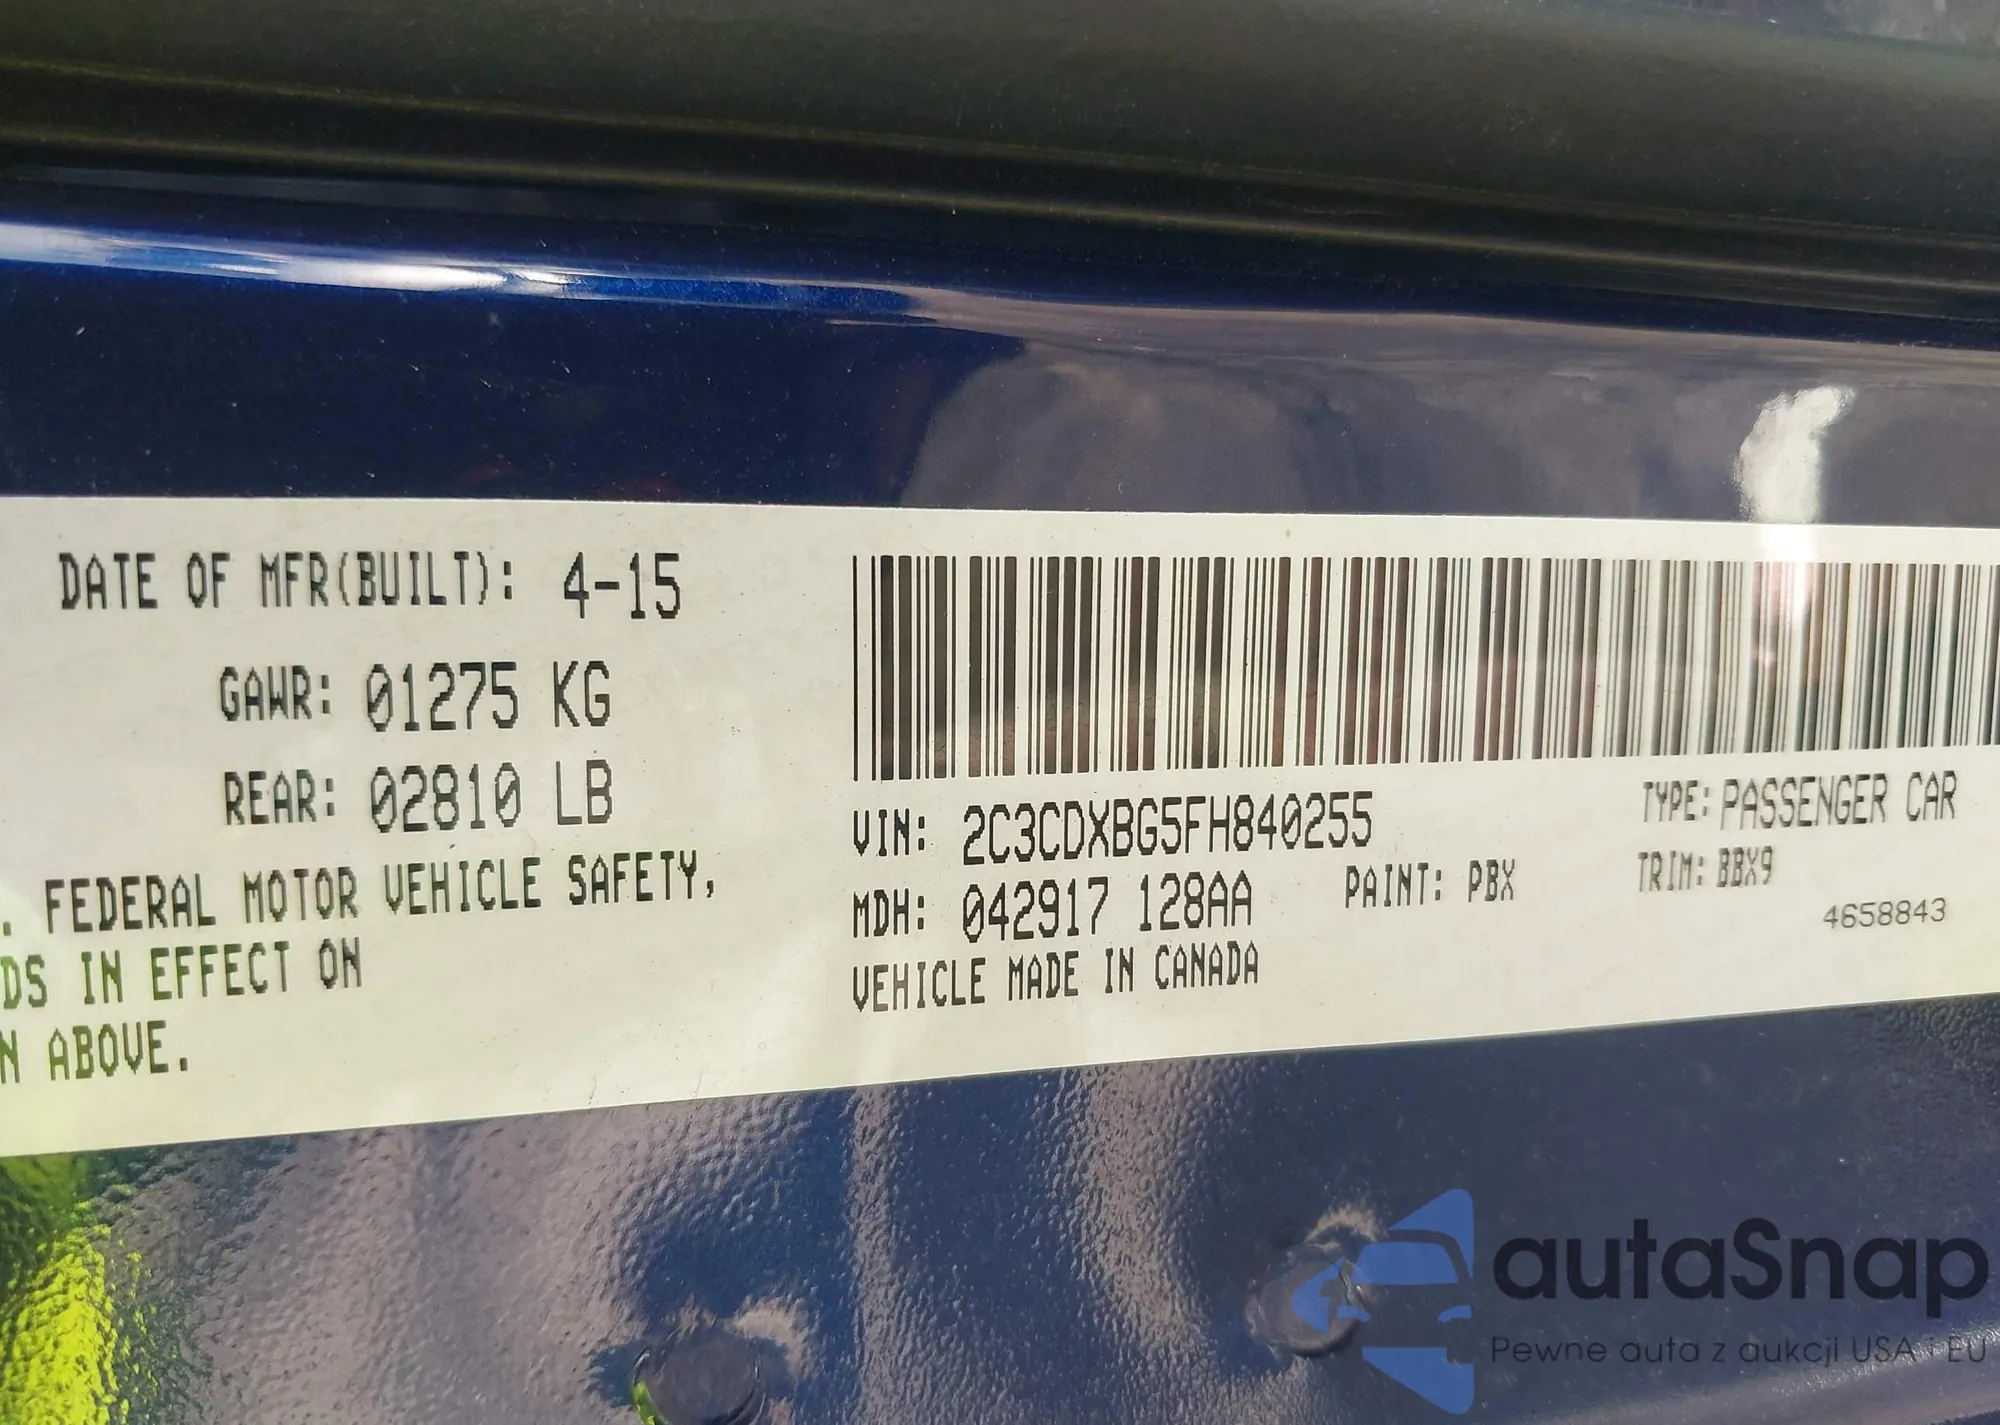 DATE OF MFR(BUILT): 4-15
GAWR: 01275 KG
REAR: 02810 LB
. FEDERAL MOTOR VEHICLE SAFETY,
DS IN EFFECT ON
N ABOVE.
VIN: 2C3CDXBG5FH840255
TYPE: PASSENGER CAR
MDH: 042917 128AA
PAINT: PBX
TRIM: BBX9
4658843
VEHICLE MADE IN CANADA
autaSnap
Pewne auta z aukcji USA i EU